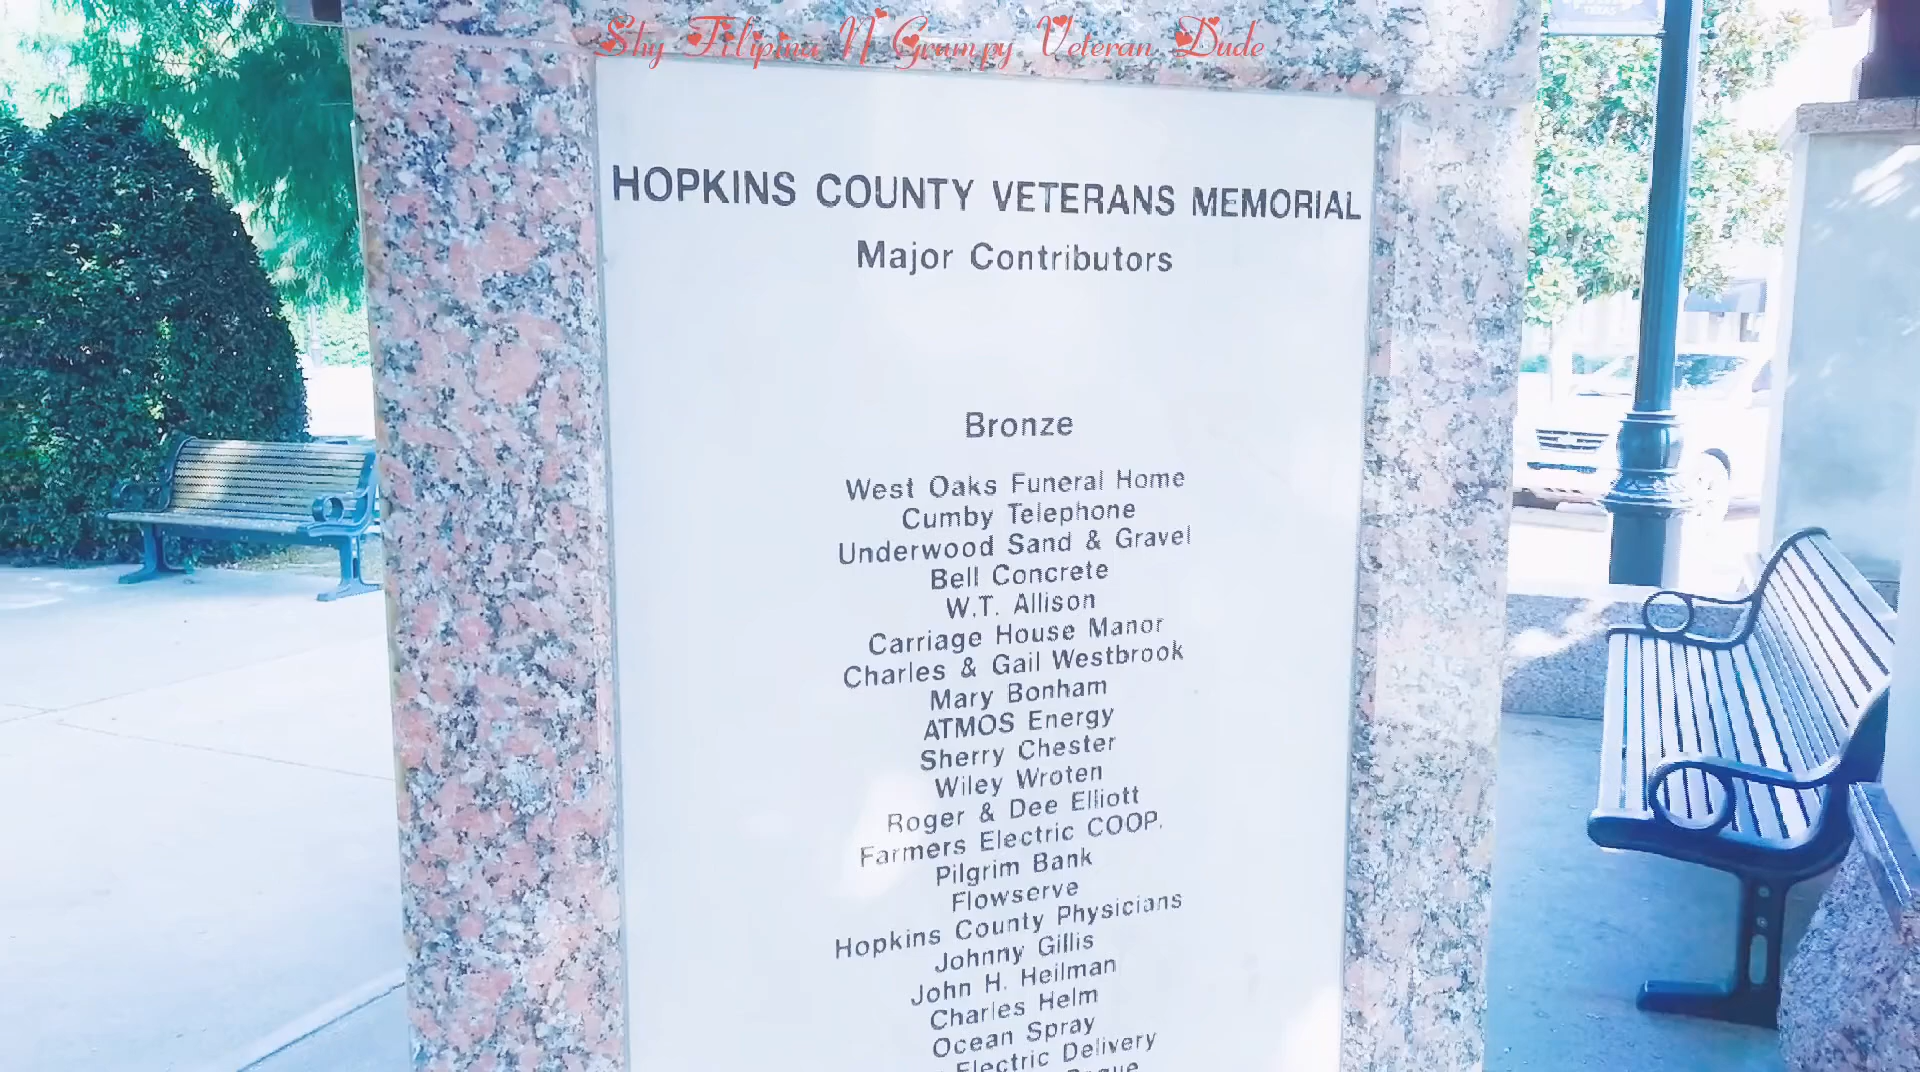 Shy Filipina N Grumpy Veteran Dude
HOPKINS COUNTY VETERANS MEMORIAL
Major Contributors
Bronze
West Oaks Funeral Home
Cumby Telephone
Underwood Sand & Gravel
Bell Concrete
W.T. Allison
Carriage House Manor
Charles & Gail Westbrook
Mary Bonham
ATMOS Energy
Sherry Chester
Wiley Wroten
Roger & Dee Elliott
Farmers Electric COOP.
Pilgrim Bank
Flowserve
Hopkins County Physicians
Johnny Gillis
John H. Heilman
Charles Helm
Ocean Spray
Electric Delivery